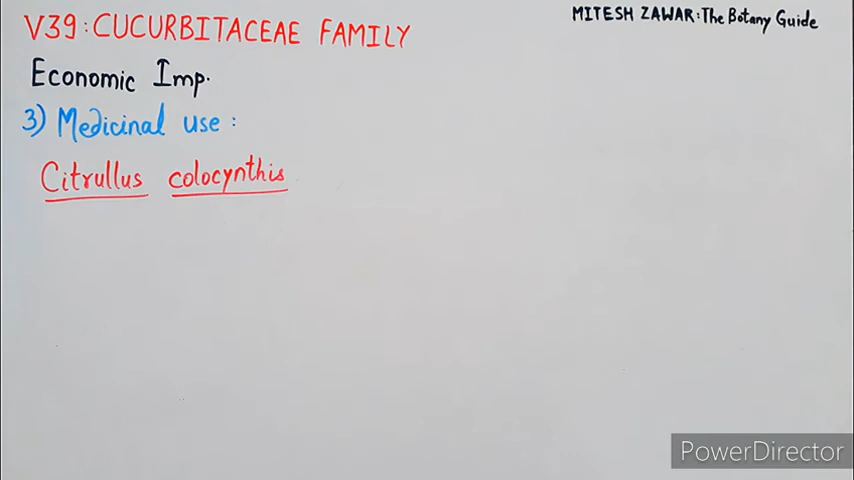 V39: CUCURBITACEAE FAMILY
MITESH ZAWAR: The Botany Guide
Economic Imp.
3) Medicinal use:
Citrullus colocynthis
PowerDirector